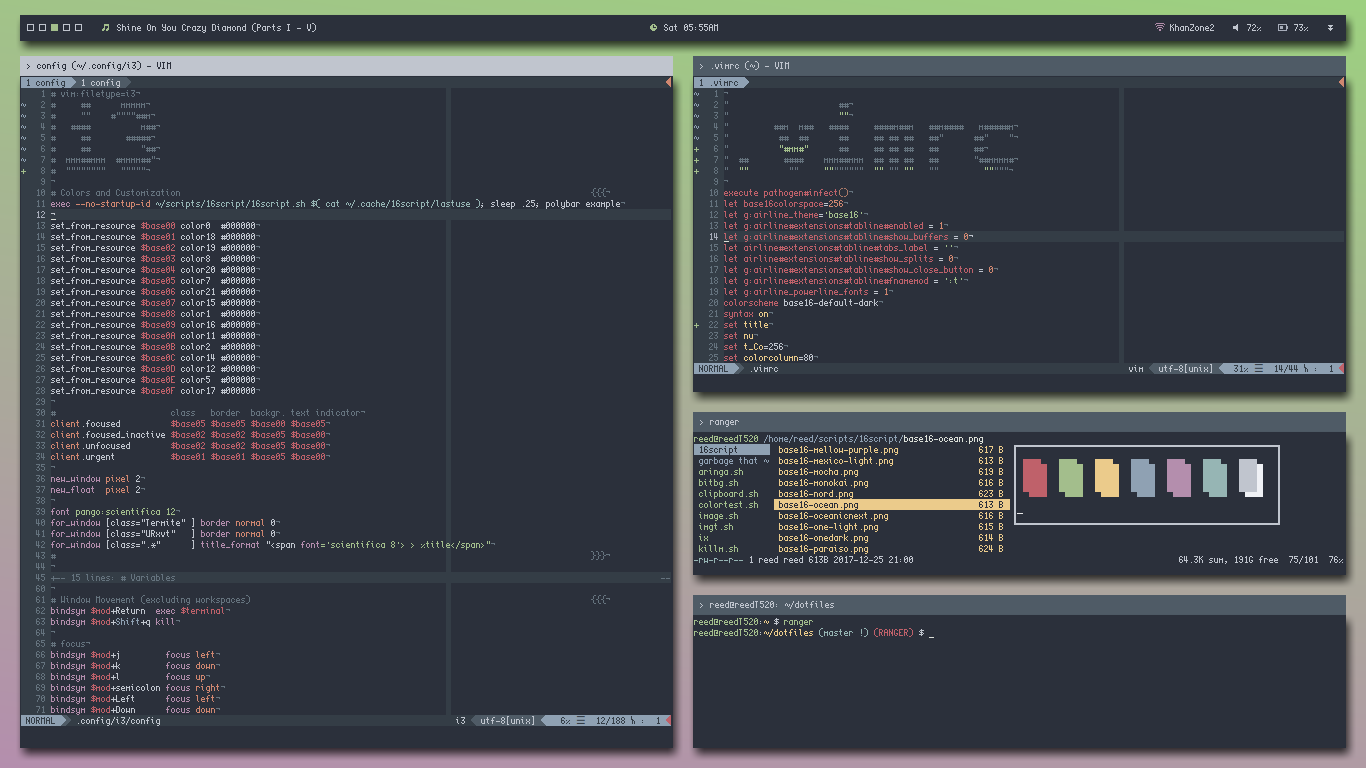 Shine On You Crazy Diamond (Parts I - V)
Sat 05:55AM
KhanZone2 72% 73%
> config (~/.config/i3) - VIM
1 config 1 config
1 # vim:filetype=i3¬
~ 2 # ## мммммм¬
~ 3 # "" #""""##м¬
~ 4 # #### м##¬
~ 5 # ## #####¬
~ 6 # ## "##¬
~ 7 # ммм##ммм #ммм##"¬
+ 8 # """""""" """""¬
9 ¬
10 # Colors and Customization {{{¬
11 exec --no-startup-id ~/scripts/16script/16script.sh $( cat ~/.cache/16script/lastuse ); sleep .25; polybar example¬
12 ¬
13 set_from_resource $base00 color0 #000000¬
14 set_from_resource $base01 color18 #000000¬
15 set_from_resource $base02 color19 #000000¬
16 set_from_resource $base03 color8 #000000¬
17 set_from_resource $base04 color20 #000000¬
18 set_from_resource $base05 color7 #000000¬
19 set_from_resource $base06 color21 #000000¬
20 set_from_resource $base07 color15 #000000¬
21 set_from_resource $base08 color1 #000000¬
22 set_from_resource $base09 color16 #000000¬
23 set_from_resource $base0A color11 #000000¬
24 set_from_resource $base0B color2 #000000¬
25 set_from_resource $base0C color14 #000000¬
26 set_from_resource $base0D color12 #000000¬
27 set_from_resource $base0E color5 #000000¬
28 set_from_resource $base0F color17 #000000¬
29 ¬
30 # class border backgr. text indicator¬
31 client.focused $base05 $base05 $base00 $base05¬
32 client.focused_inactive $base02 $base02 $base05 $base00¬
33 client.unfocused $base02 $base02 $base05 $base00¬
34 client.urgent $base01 $base01 $base05 $base00¬
35 ¬
36 new_window pixel 2¬
37 new_float pixel 2¬
38 ¬
39 font pango:scientifica 12¬
40 for_window [class="Termite" ] border normal 0¬
41 for_window [class="URxvt" ] border normal 0¬
42 for_window [class=".*" ] title_format "<span font='scientifica 8'> > %title</span>"¬
43 # }}}¬
44 ¬
45 +-- 15 lines: # Variables --
60 ¬
61 # Window Movement (excluding workspaces) {{{¬
62 bindsym $mod+Return exec $terminal¬
63 bindsym $mod+Shift+q kill¬
64 ¬
65 # focus¬
66 bindsym $mod+j focus left¬
67 bindsym $mod+k focus down¬
68 bindsym $mod+l focus up¬
69 bindsym $mod+semicolon focus right¬
70 bindsym $mod+Left focus left¬
71 bindsym $mod+Down focus down¬
NORMAL .config/i3/config i3 utf-8[unix] 6% ☰ 12/188 : 1
> .vimrc (~) - VIM
1 .vimrc
~ 1 ¬
~ 2 " ##¬
~ 3 " ""¬
~ 4 " ##м м## #### ####м##м ##м#### м#####м¬
~ 5 " ## ## ## ## ## ## ##" ## "¬
+ 6 " "#мм#" ## ## ## ## ## ##¬
+ 7 " ## #### ммм##ммм ## ## ## ## "##мммм#¬
+ 8 " "" "" """""""" "" "" "" "" """""¬
9 ¬
10 execute pathogen#infect()¬
11 let base16colorspace=256¬
12 let g:airline_theme='base16'¬
13 let g:airline#extensions#tabline#enabled = 1¬
14 let g:airline#extensions#tabline#show_buffers = 0¬
15 let airline#extensions#tabline#tabs_label = ''¬
16 let airline#extensions#tabline#show_splits = 0¬
17 let g:airline#extensions#tabline#show_close_button = 0¬
18 let g:airline#extensions#tabline#fnamemod = ':t'¬
19 let g:airline_powerline_fonts = 1¬
20 colorscheme base16-default-dark¬
21 syntax on¬
+ 22 set title¬
23 set nu¬
24 set t_Co=256¬
25 set colorcolumn=80¬
NORMAL .vimrc vim utf-8[unix] 31% ☰ 14/44 : 1
> ranger
reed@reedT520 /home/reed/scripts/16script/base16-ocean.png
16script base16-mellow-purple.png 617 B
garbage that ~ base16-mexico-light.png 613 B
aringa.sh base16-mocha.png 619 B
bitbg.sh base16-monokai.png 616 B
clipboard.sh base16-nord.png 623 B
colortest.sh base16-ocean.png 613 B
image.sh base16-oceanicnext.png 616 B
imgt.sh base16-one-light.png 615 B
ix base16-onedark.png 614 B
killm.sh base16-paraiso.png 624 B
-rw-r--r-- 1 reed reed 613B 2017-12-25 21:00 64.3K sum, 191G free 75/101 76%
> reed@reedT520: ~/dotfiles
reed@reedT520:~ $ ranger
reed@reedT520:~/dotfiles (master !) (RANGER) $ _